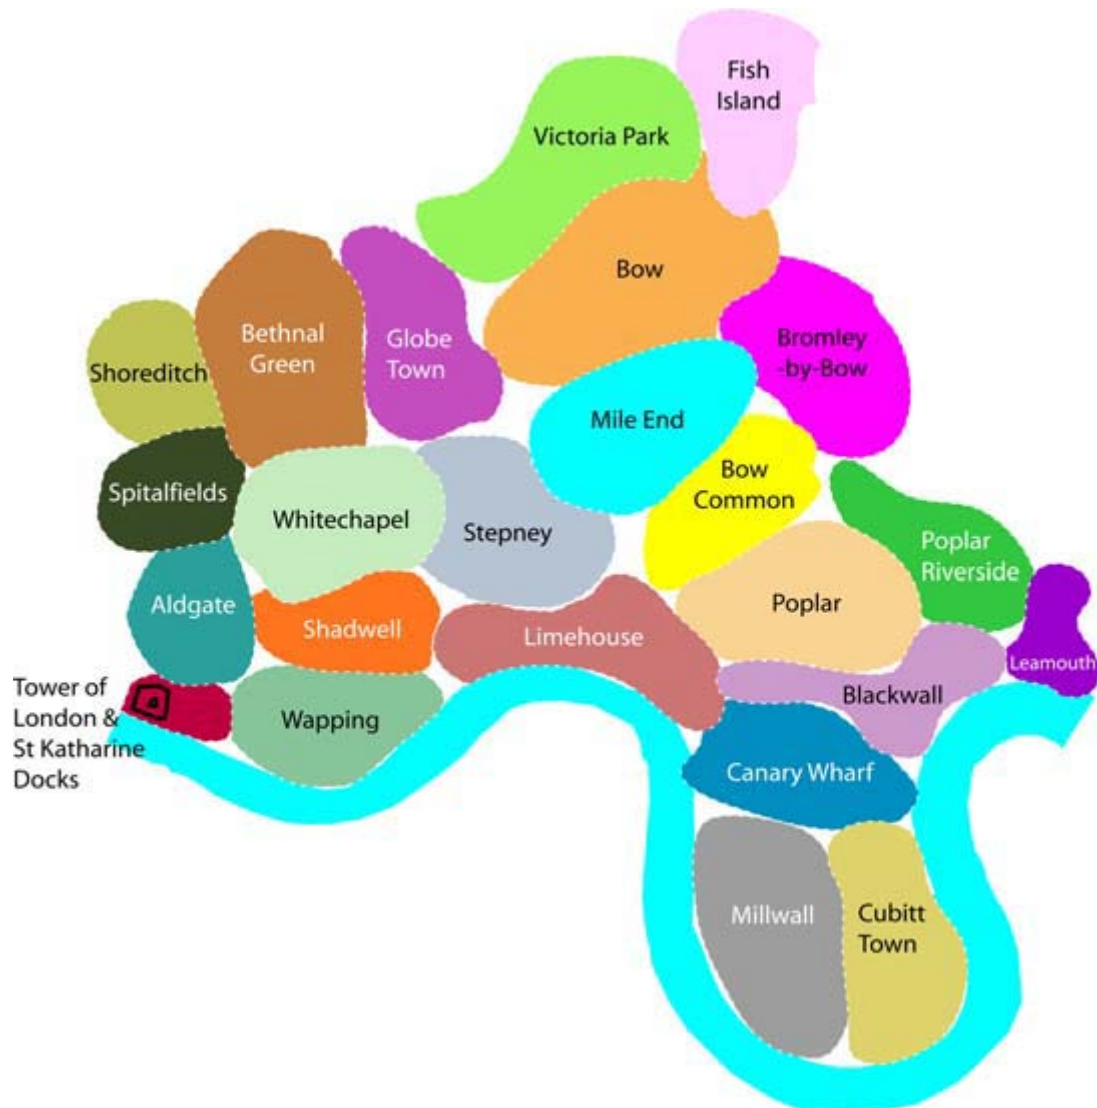 Fish
Island
Victoria Park
Bow
Bethnal
Green
Globe
Town
Bromley
-by-Bow
Shoreditch
Mile End
Bow
Common
Spitalfields
Whitechapel
Stepney
Poplar
Riverside
Aldgate
Shadwell
Limehouse
Poplar
Leamouth
Tower of
London &
St Katharine
Docks
Wapping
Blackwall
Canary Wharf
Millwall
Cubitt
Town